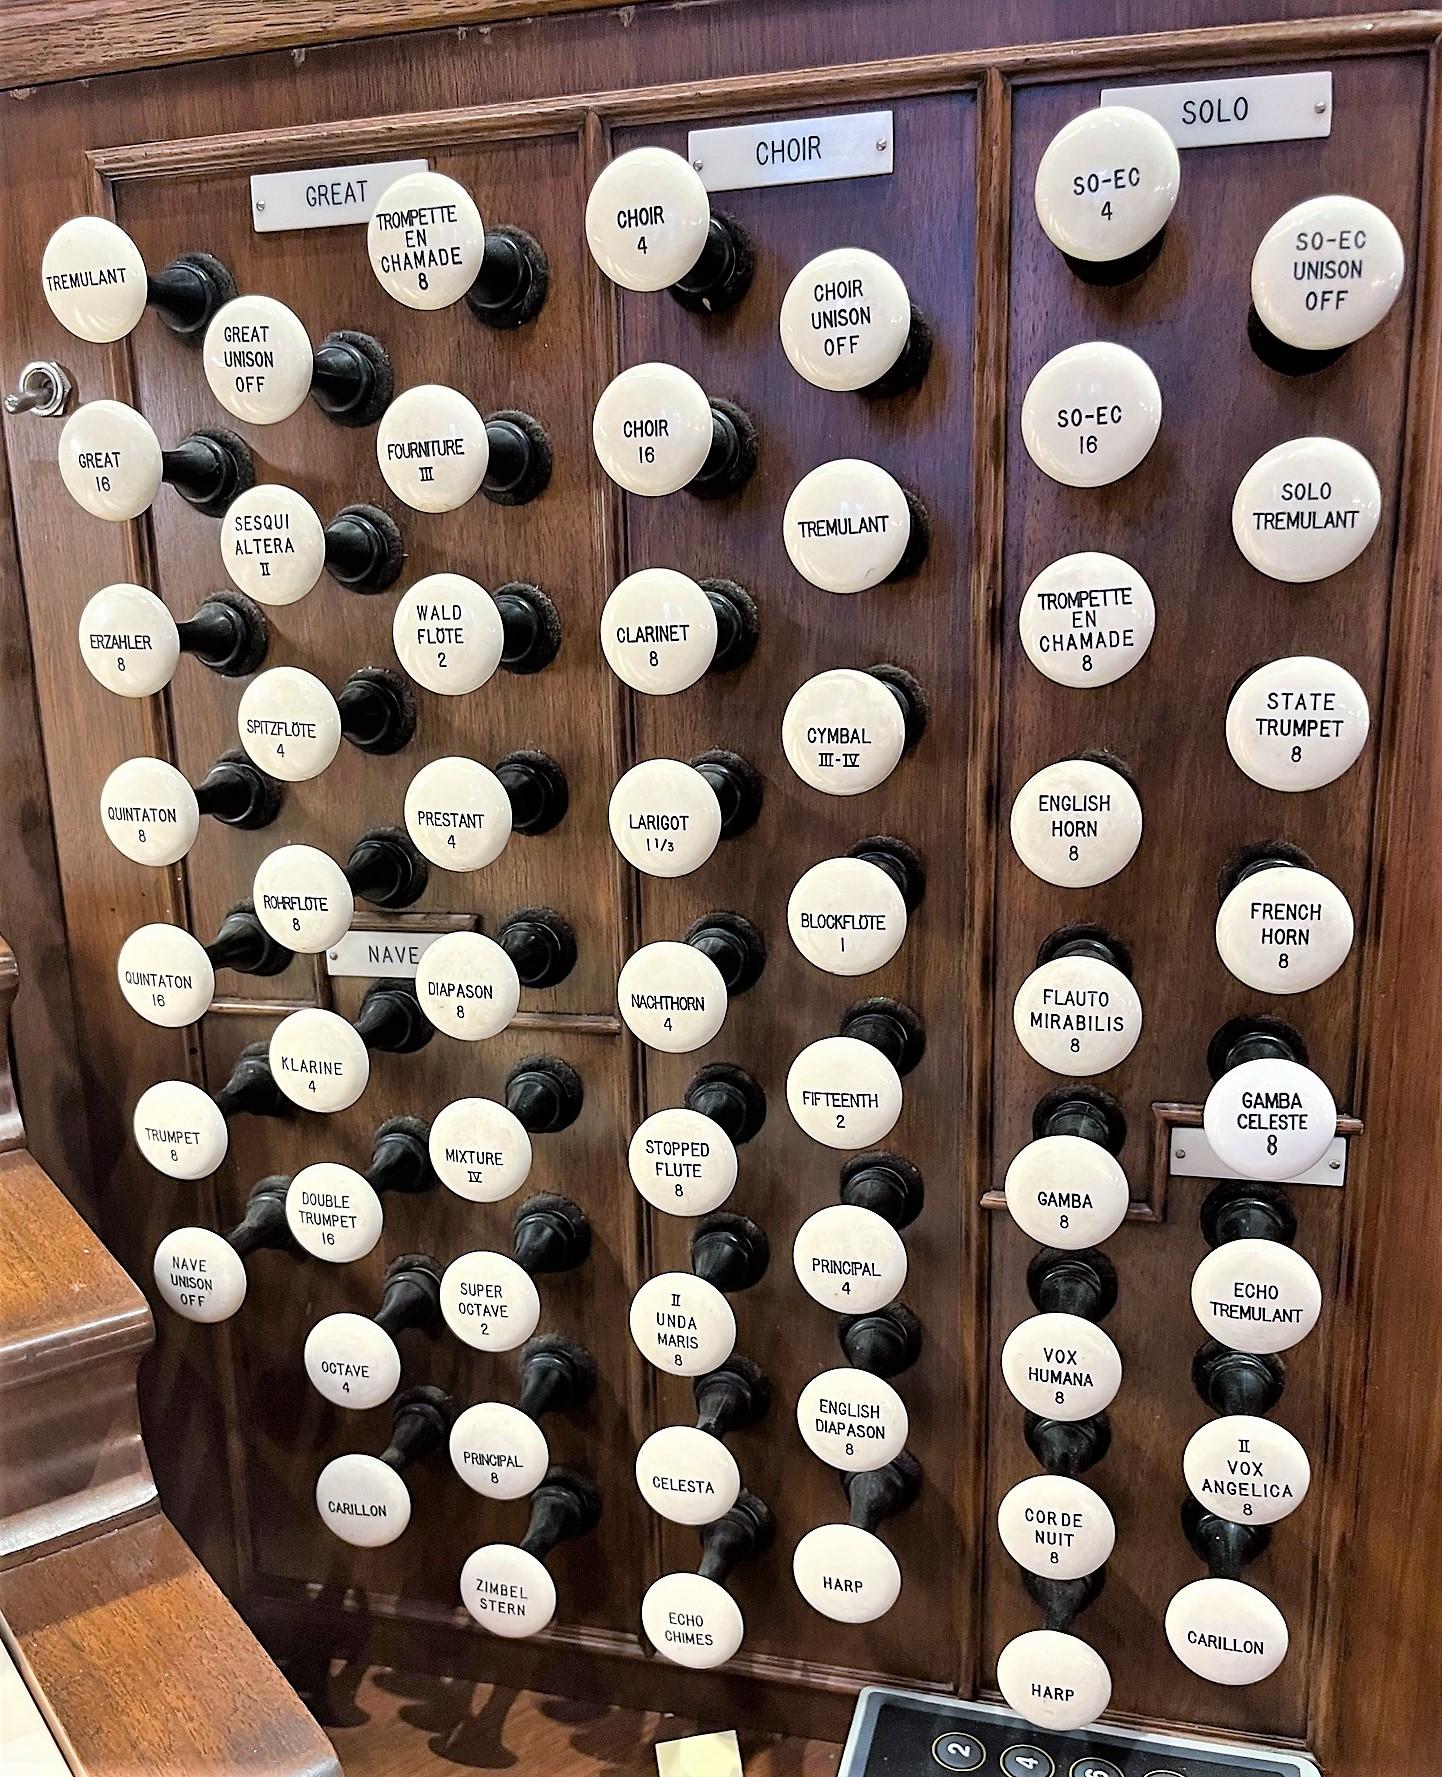 GREAT
TREMULANT
GREAT
UNISON
OFF
TROMPETTE
EN
CHAMADE
8
GREAT
16
SESQUI
ALTERA
II
FOURNITURE
III
ERZAHLER
8
SPITZFLÖTE
4
WALD
FLÖTE
2
QUINTATON
8
ROHRFLÖTE
8
PRESTANT
4
QUINTATON
16
NAVE
KLARINE
4
DIAPASON
8
TRUMPET
8
DOUBLE
TRUMPET
16
MIXTURE
IV
NAVE
UNISON
OFF
OCTAVE
4
SUPER
OCTAVE
2
CARILLON
PRINCIPAL
8
ZIMBEL
STERN
CHOIR
CHOIR
4
CHOIR
UNISON
OFF
CHOIR
16
TREMULANT
CLARINET
8
CYMBAL
III-IV
LARIGOT
1 1/3
BLOCKFLÖTE
1
NACHTHORN
4
FIFTEENTH
2
STOPPED
FLUTE
8
PRINCIPAL
4
II
UNDA
MARIS
8
ENGLISH
DIAPASON
8
CELESTA
HARP
ECHO
CHIMES
SOLO
SO-EC
4
SO-EC
UNISON
OFF
SO-EC
16
SOLO
TREMULANT
TROMPETTE
EN
CHAMADE
8
STATE
TRUMPET
8
ENGLISH
HORN
8
FRENCH
HORN
8
FLAUTO
MIRABILIS
8
GAMBA
CELESTE
8
GAMBA
8
ECHO
TREMULANT
VOX
HUMANA
8
II
VOX
ANGELICA
8
COR DE
NUIT
8
CARILLON
HARP
2
4